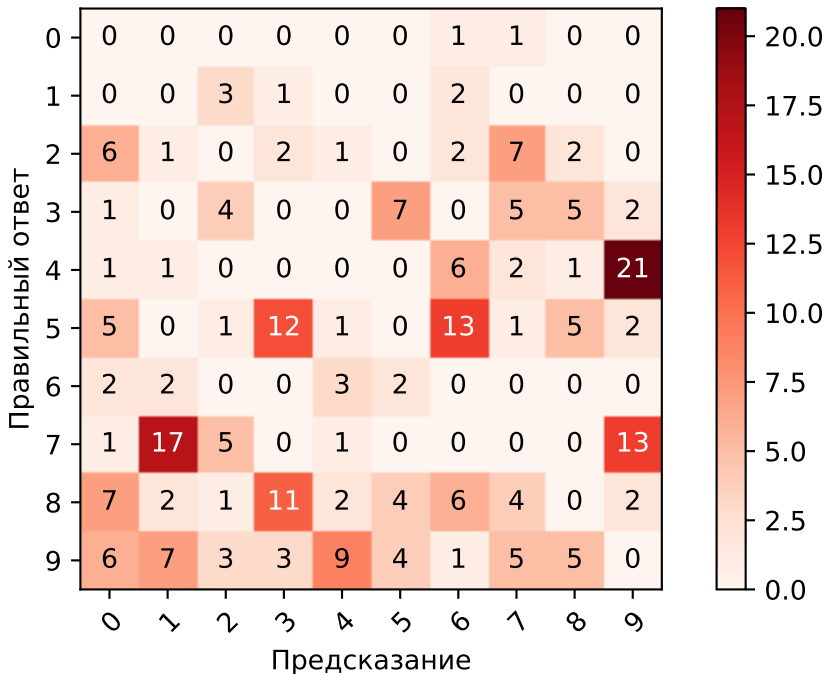 0 0 0 0 0 0 0 1 1 0 0
1 0 0 3 1 0 0 2 0 0 0
2 6 1 0 2 1 0 2 7 2 0
3 1 0 4 0 0 7 0 5 5 2
4 1 1 0 0 0 0 6 2 1 21
5 5 0 1 12 1 0 13 1 5 2
6 2 2 0 0 3 2 0 0 0 0
7 1 17 5 0 1 0 0 0 0 13
8 7 2 1 11 2 4 6 4 0 2
9 6 7 3 3 9 4 1 5 5 0
0 1 2 3 4 5 6 7 8 9
Предсказание
Правильный ответ
20.0
17.5
15.0
12.5
10.0
7.5
5.0
2.5
0.0